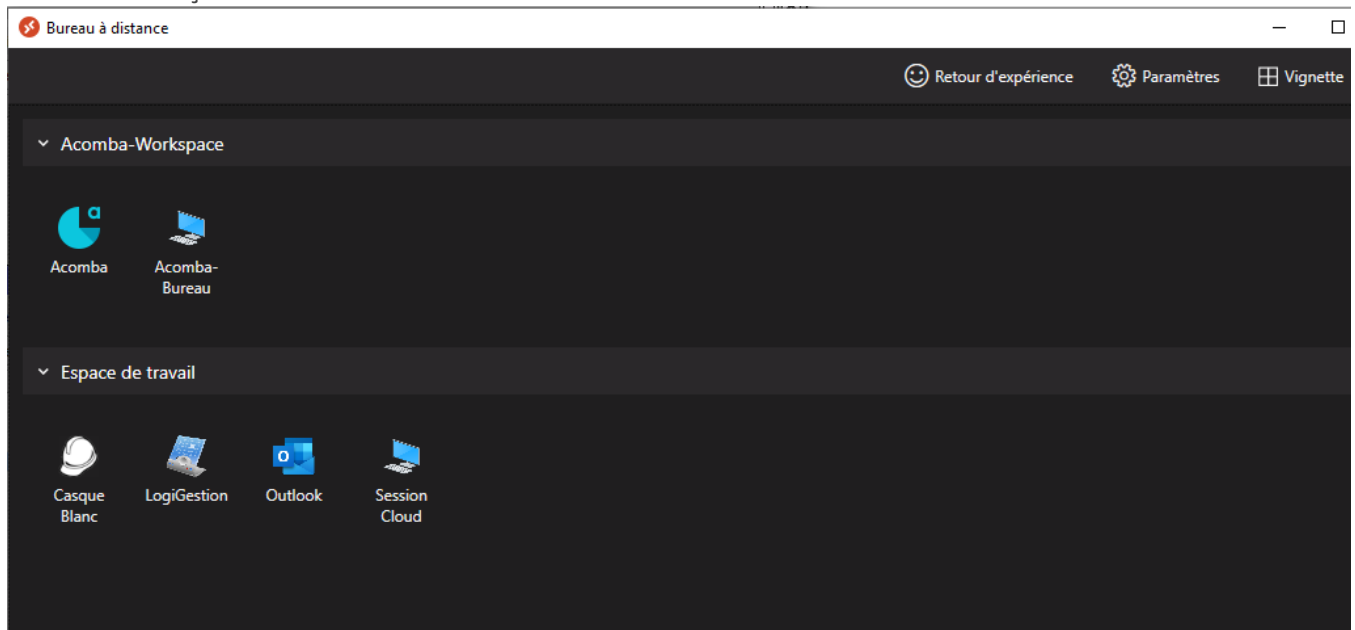 Bureau à distance
Retour d'expérience Paramètres Vignette
Acomba-Workspace
Acomba Acomba-
Bureau
Espace de travail
Casque LogiGestion Outlook Session
Blanc Cloud